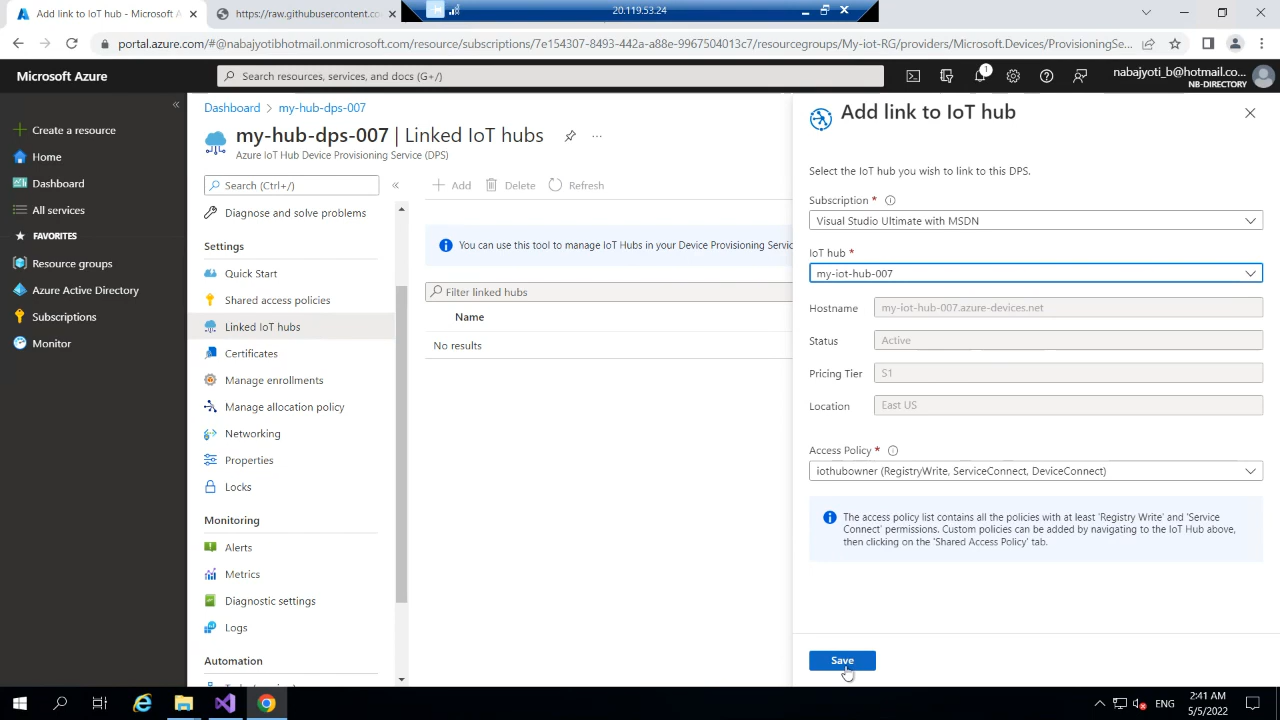 Add link to IoT hub - Microsoft A
https://raw.githubusercontent.co
20.119.53.24
portal.azure.com/#@nabajyotibhotmail.onmicrosoft.com/resource/subscriptions/7e154307-8493-442a-a88e-9967504013c7/resourcegroups/My-iot-RG/providers/Microsoft.Devices/ProvisioningSe...
Microsoft Azure
Search resources, services, and docs (G+/)
1
nabajyoti_b@hotmail.co...
NB-DIRECTORY
Create a resource
Home
Dashboard
All services
FAVORITES
Resource groups
Azure Active Directory
Subscriptions
Monitor
Dashboard > my-hub-dps-007
my-hub-dps-007 | Linked IoT hubs
Azure IoT Hub Device Provisioning Service (DPS)
Search (Ctrl+/)
Diagnose and solve problems
Settings
Quick Start
Shared access policies
Linked IoT hubs
Certificates
Manage enrollments
Manage allocation policy
Networking
Properties
Locks
Monitoring
Alerts
Metrics
Diagnostic settings
Logs
Automation
Add
Delete
Refresh
You can use this tool to manage IoT Hubs in your Device Provisioning Servic
Filter linked hubs
Name
No results
Add link to IoT hub
Select the IoT hub you wish to link to this DPS.
Subscription *
Visual Studio Ultimate with MSDN
IoT hub *
my-iot-hub-007
Hostname
my-iot-hub-007.azure-devices.net
Status
Active
Pricing Tier
S1
Location
East US
Access Policy *
iothubowner (RegistryWrite, ServiceConnect, DeviceConnect)
The access policy list contains all the policies with at least 'Registry Write' and 'Service
Connect' permissions. Custom policies can be added by navigating to the IoT Hub above,
then clicking on the 'Shared Access Policy' tab.
Save
ENG
2:41 AM
5/5/2022